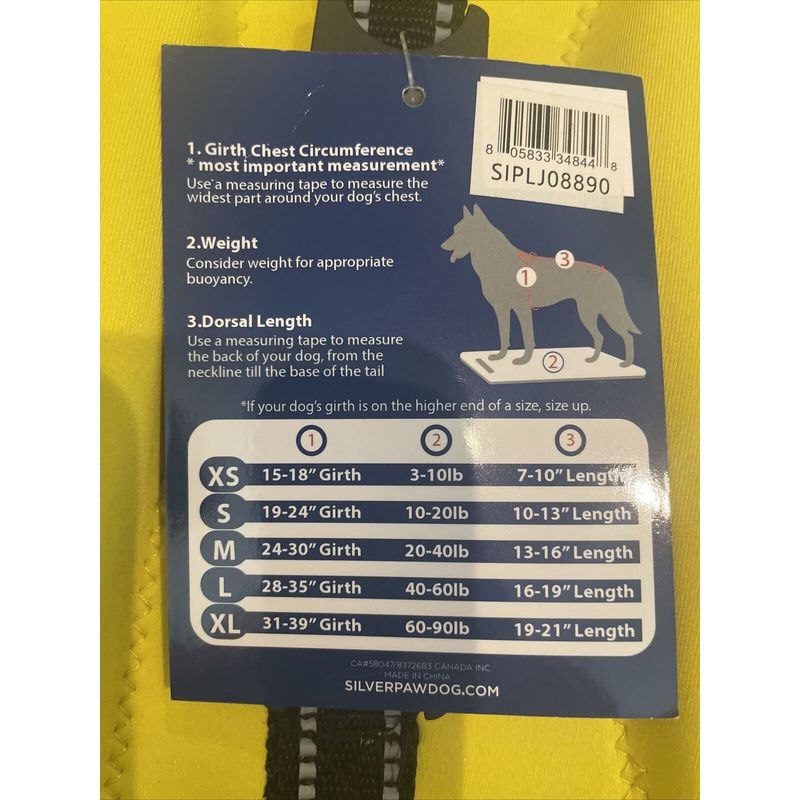 8 05833 34844 8
SIPLJ08890
1. Girth Chest Circumference
* most important measurement*
Use a measuring tape to measure the
widest part around your dog's chest.
2.Weight
Consider weight for appropriate
buoyancy.
3.Dorsal Length
Use a measuring tape to measure
the back of your dog, from the
neckline till the base of the tail
1
3
2
*If your dog's girth is on the higher end of a size, size up.
1 2 3
XS 15-18" Girth 3-10lb 7-10" Length
S 19-24" Girth 10-20lb 10-13" Length
M 24-30" Girth 20-40lb 13-16" Length
L 28-35" Girth 40-60lb 16-19" Length
XL 31-39" Girth 60-90lb 19-21" Length
CA#58047/8372683 CANADA INC
MADE IN CHINA
SILVERPAWDOG.COM